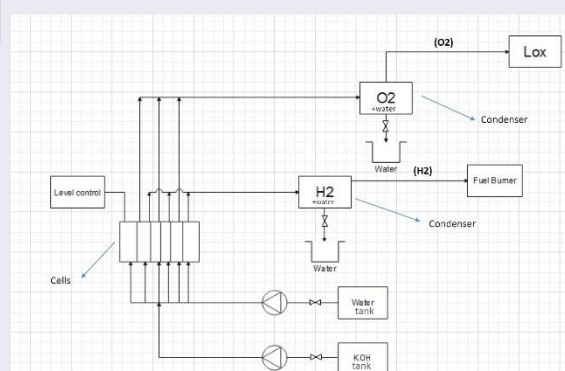 (O2)
Lox
O2
+water
Condenser
Water
(H2)
Level control
H2
+water
Fuel Burner
Condenser
Water
Cells
Water
tank
KOH
tank